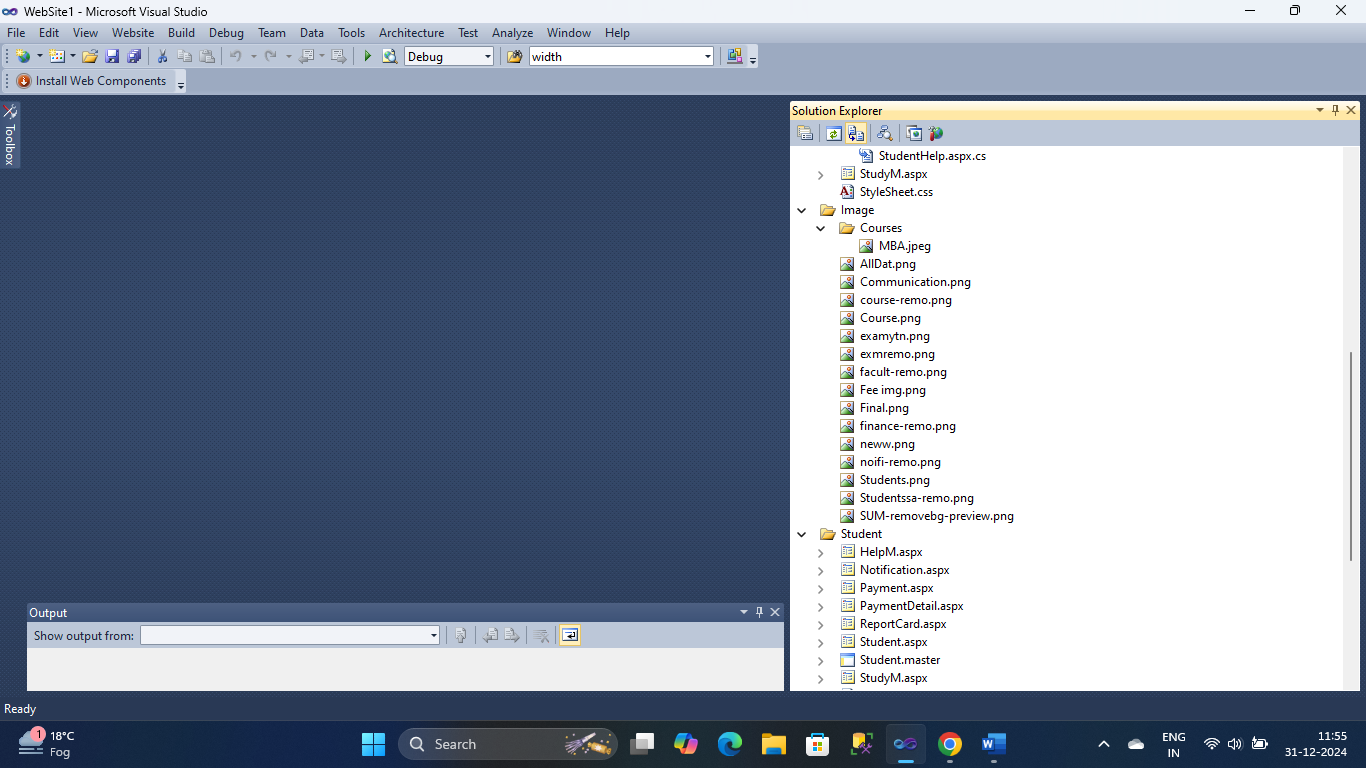 WebSite1 - Microsoft Visual Studio
File Edit View Website Build Debug Team Data Tools Architecture Test Analyze Window Help
Debug width
Install Web Components
Toolbox
Solution Explorer
StudentHelp.aspx.cs
StudyM.aspx
StyleSheet.css
Image
Courses
MBA.jpeg
AllDat.png
Communication.png
course-remo.png
Course.png
examytn.png
exmremo.png
facult-remo.png
Fee img.png
Final.png
finance-remo.png
neww.png
noifi-remo.png
Students.png
Studentssa-remo.png
SUM-removebg-preview.png
Student
HelpM.aspx
Notification.aspx
Payment.aspx
PaymentDetail.aspx
ReportCard.aspx
Student.aspx
Student.master
StudyM.aspx
Output
Show output from:
Ready
1
18°C
Fog
Search
ENG
IN
11:55
31-12-2024